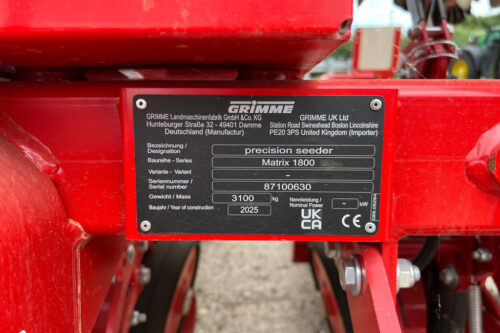 GRIMME
GRIMME Landmaschinenfabrik GmbH &Co. KG
Hunteburger Straße 32 - 49401 Damme
Deutschland (Manufactur)
GRIMME UK Ltd
Station Road Swineshead Boston Lincolnshire
PE20 3PS United Kingdom (Importer)
Bezeichnung / Designation precision seeder
Baureihe - Series Matrix 1800
Variante - Variant -
Seriennummer / Serial number 87100630
Gewicht / Mass 3100 kg
Nennleistung / Nominal Power - kW
Baujahr / Year of construction 2025
UK CA
CE